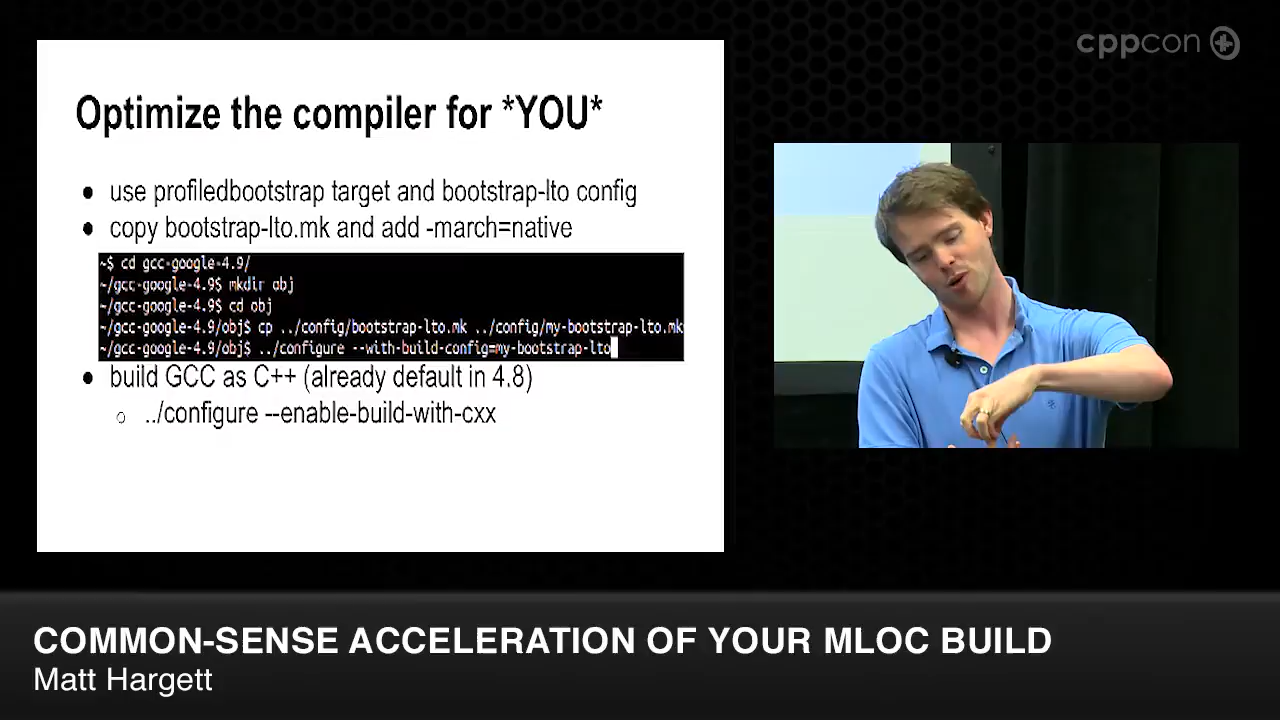 cppcon
Optimize the compiler for *YOU*
● use profiledbootstrap target and bootstrap-lto config
● copy bootstrap-lto.mk and add -march=native
~$ cd gcc-google-4.9/
~/gcc-google-4.9$ mkdir obj
~/gcc-google-4.9$ cd obj
~/gcc-google-4.9/obj$ cp ../config/bootstrap-lto.mk ../config/my-bootstrap-lto.mk
~/gcc-google-4.9/obj$ ../configure --with-build-config=my-bootstrap-lto
● build GCC as C++ (already default in 4.8)
○ ../configure --enable-build-with-cxx
COMMON-SENSE ACCELERATION OF YOUR MLOC BUILD
Matt Hargett